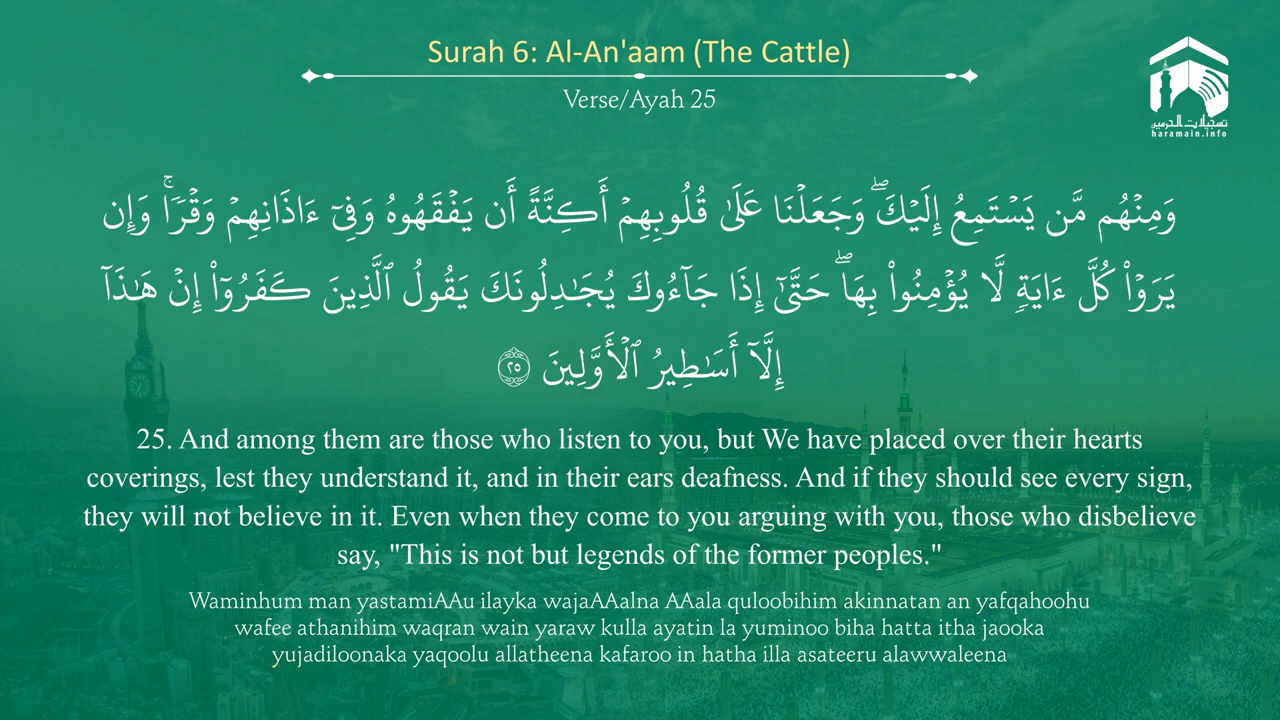 Surah 6: Al-An'aam (The Cattle)
Verse/Ayah 25
تسجيلات الحرمين
haramain.info
وَمِنْهُم مَّن يَسْتَمِعُ إِلَيْكَ ۖ وَجَعَلْنَا عَلَىٰ قُلُوبِهِمْ أَكِنَّةً أَن يَفْقَهُوهُ وَفِىٓ ءَاذَانِهِمْ وَقْرًا ۚ وَإِن
يَرَوْا۟ كُلَّ ءَايَةٍ لَّا يُؤْمِنُوا۟ بِهَا ۖ حَتَّىٰٓ إِذَا جَآءُوكَ يُجَـٰدِلُونَكَ يَقُولُ ٱلَّذِينَ كَفَرُوٓا۟ إِنْ هَـٰذَآ
إِلَّآ أَسَـٰطِيرُ ٱلْأَوَّلِينَ ٢٥
25. And among them are those who listen to you, but We have placed over their hearts
coverings, lest they understand it, and in their ears deafness. And if they should see every sign,
they will not believe in it. Even when they come to you arguing with you, those who disbelieve
say, "This is not but legends of the former peoples."
Waminhum man yastamiAAu ilayka wajaAAalna AAala quloobihim akinnatan an yafqahoohu
wafee athanihim waqran wain yaraw kulla ayatin la yuminoo biha hatta itha jaooka
yujadiloonaka yaqoolu allatheena kafaroo in hatha illa asateeru alawwaleena